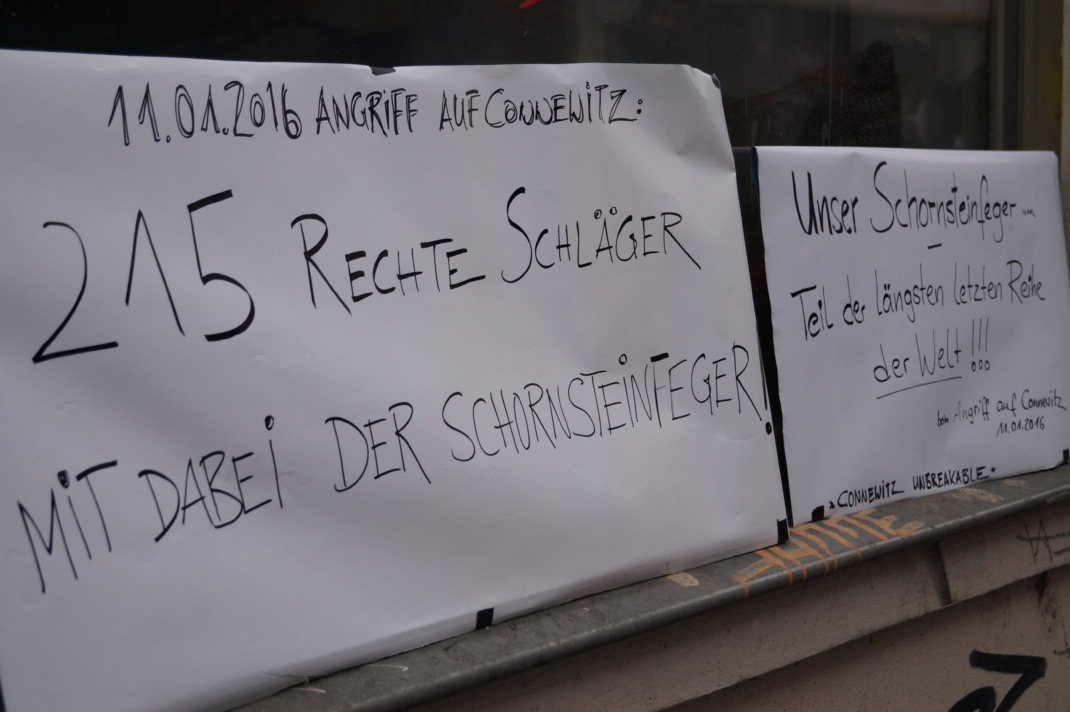 11.01.2016 ANGRIFF AUF CONNEWITZ:
215 RECHTE SCHLÄGER
MIT DABEI DER SCHORNSTEINFEGER!
Unser Schornsteinfeger
–
Teil der längsten letzten Reihe
der Welt!!!
beim Angriff auf Connewitz
11.01.2016
CONNEWITZ UNBREAKABLE